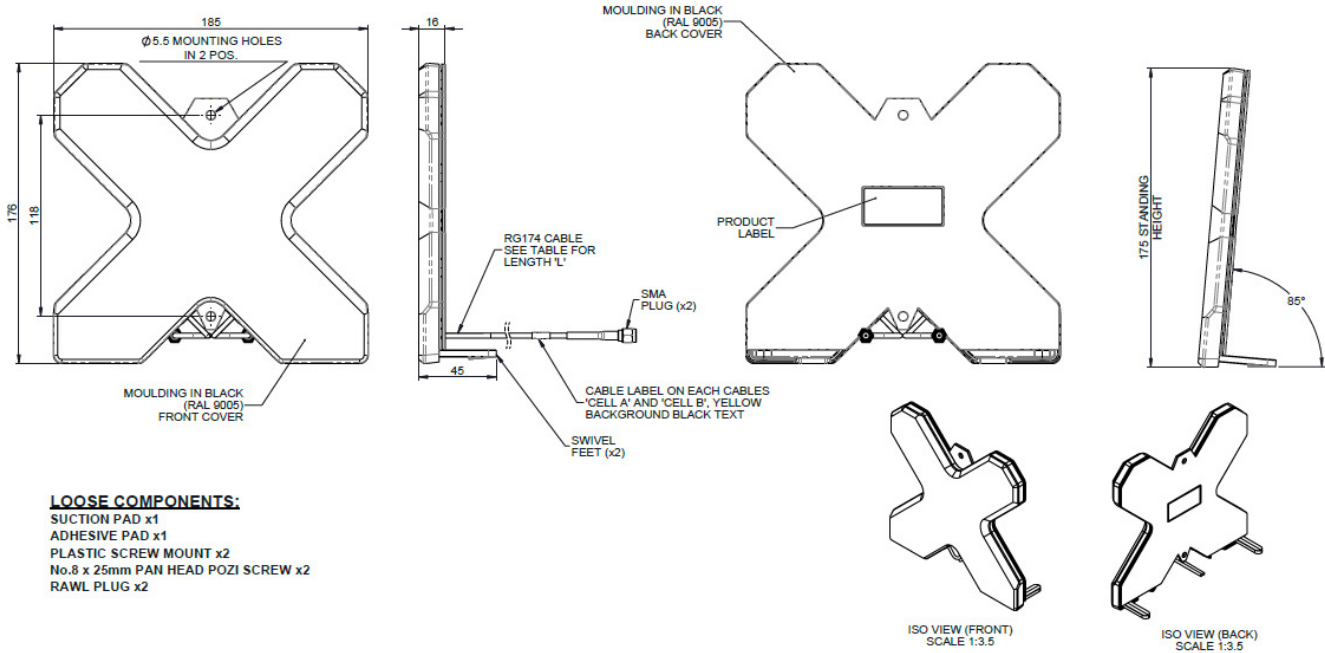 185
Ø5.5 MOUNTING HOLES
IN 2 POS.
176
118
MOULDING IN BLACK
(RAL 9005)
FRONT COVER
16
RG174 CABLE
SEE TABLE FOR
LENGTH 'L'
SMA
PLUG (x2)
45
CABLE LABEL ON EACH CABLES
'CELL A' AND 'CELL B', YELLOW
BACKGROUND BLACK TEXT
SWIVEL
FEET (x2)
MOULDING IN BLACK
(RAL 9005)
BACK COVER
PRODUCT
LABEL
175 STANDING
HEIGHT
85°
LOOSE COMPONENTS:
SUCTION PAD x1
ADHESIVE PAD x1
PLASTIC SCREW MOUNT x2
No.8 x 25mm PAN HEAD POZI SCREW x2
RAWL PLUG x2
ISO VIEW (FRONT)
SCALE 1:3.5
ISO VIEW (BACK)
SCALE 1:3.5